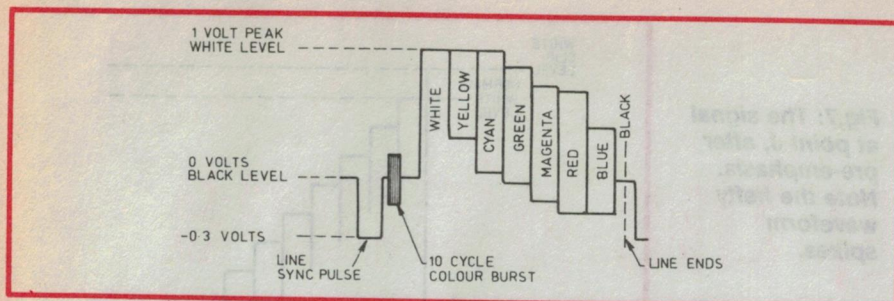 1 VOLT PEAK
WHITE LEVEL
0 VOLTS
BLACK LEVEL
-0·3 VOLTS
LINE
SYNC PULSE
10 CYCLE
COLOUR BURST
WHITE
YELLOW
CYAN
GREEN
MAGENTA
RED
BLUE
BLACK
LINE ENDS
Fig.7: The signal
at point J, after
pre-emphasis.
Note the hefty
waveform
spikes.